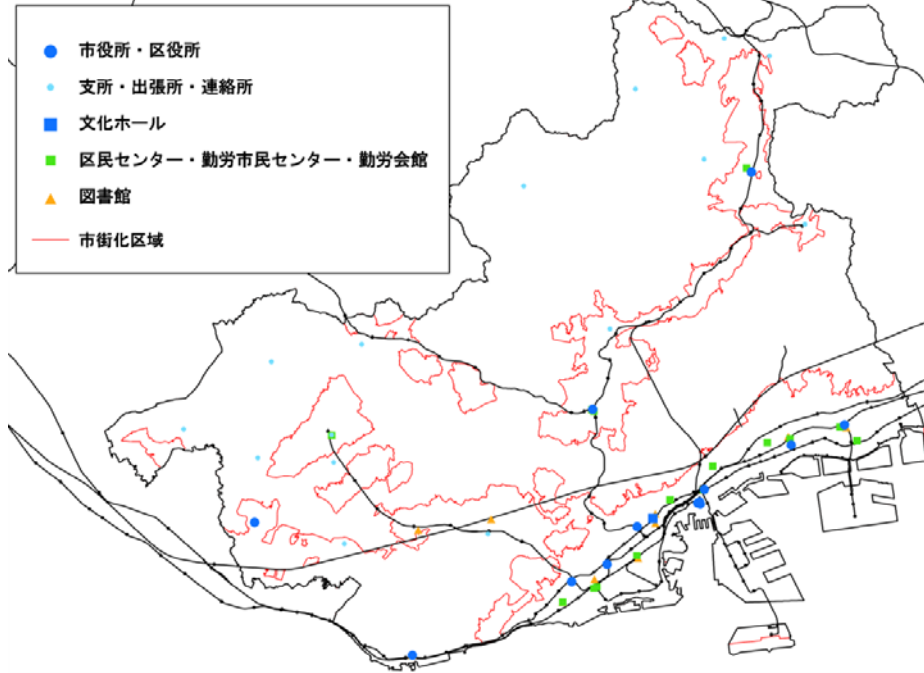 市役所・区役所
支所・出張所・連絡所
文化ホール
区民センター・勤労市民センター・勤労会館
図書館
市街化区域